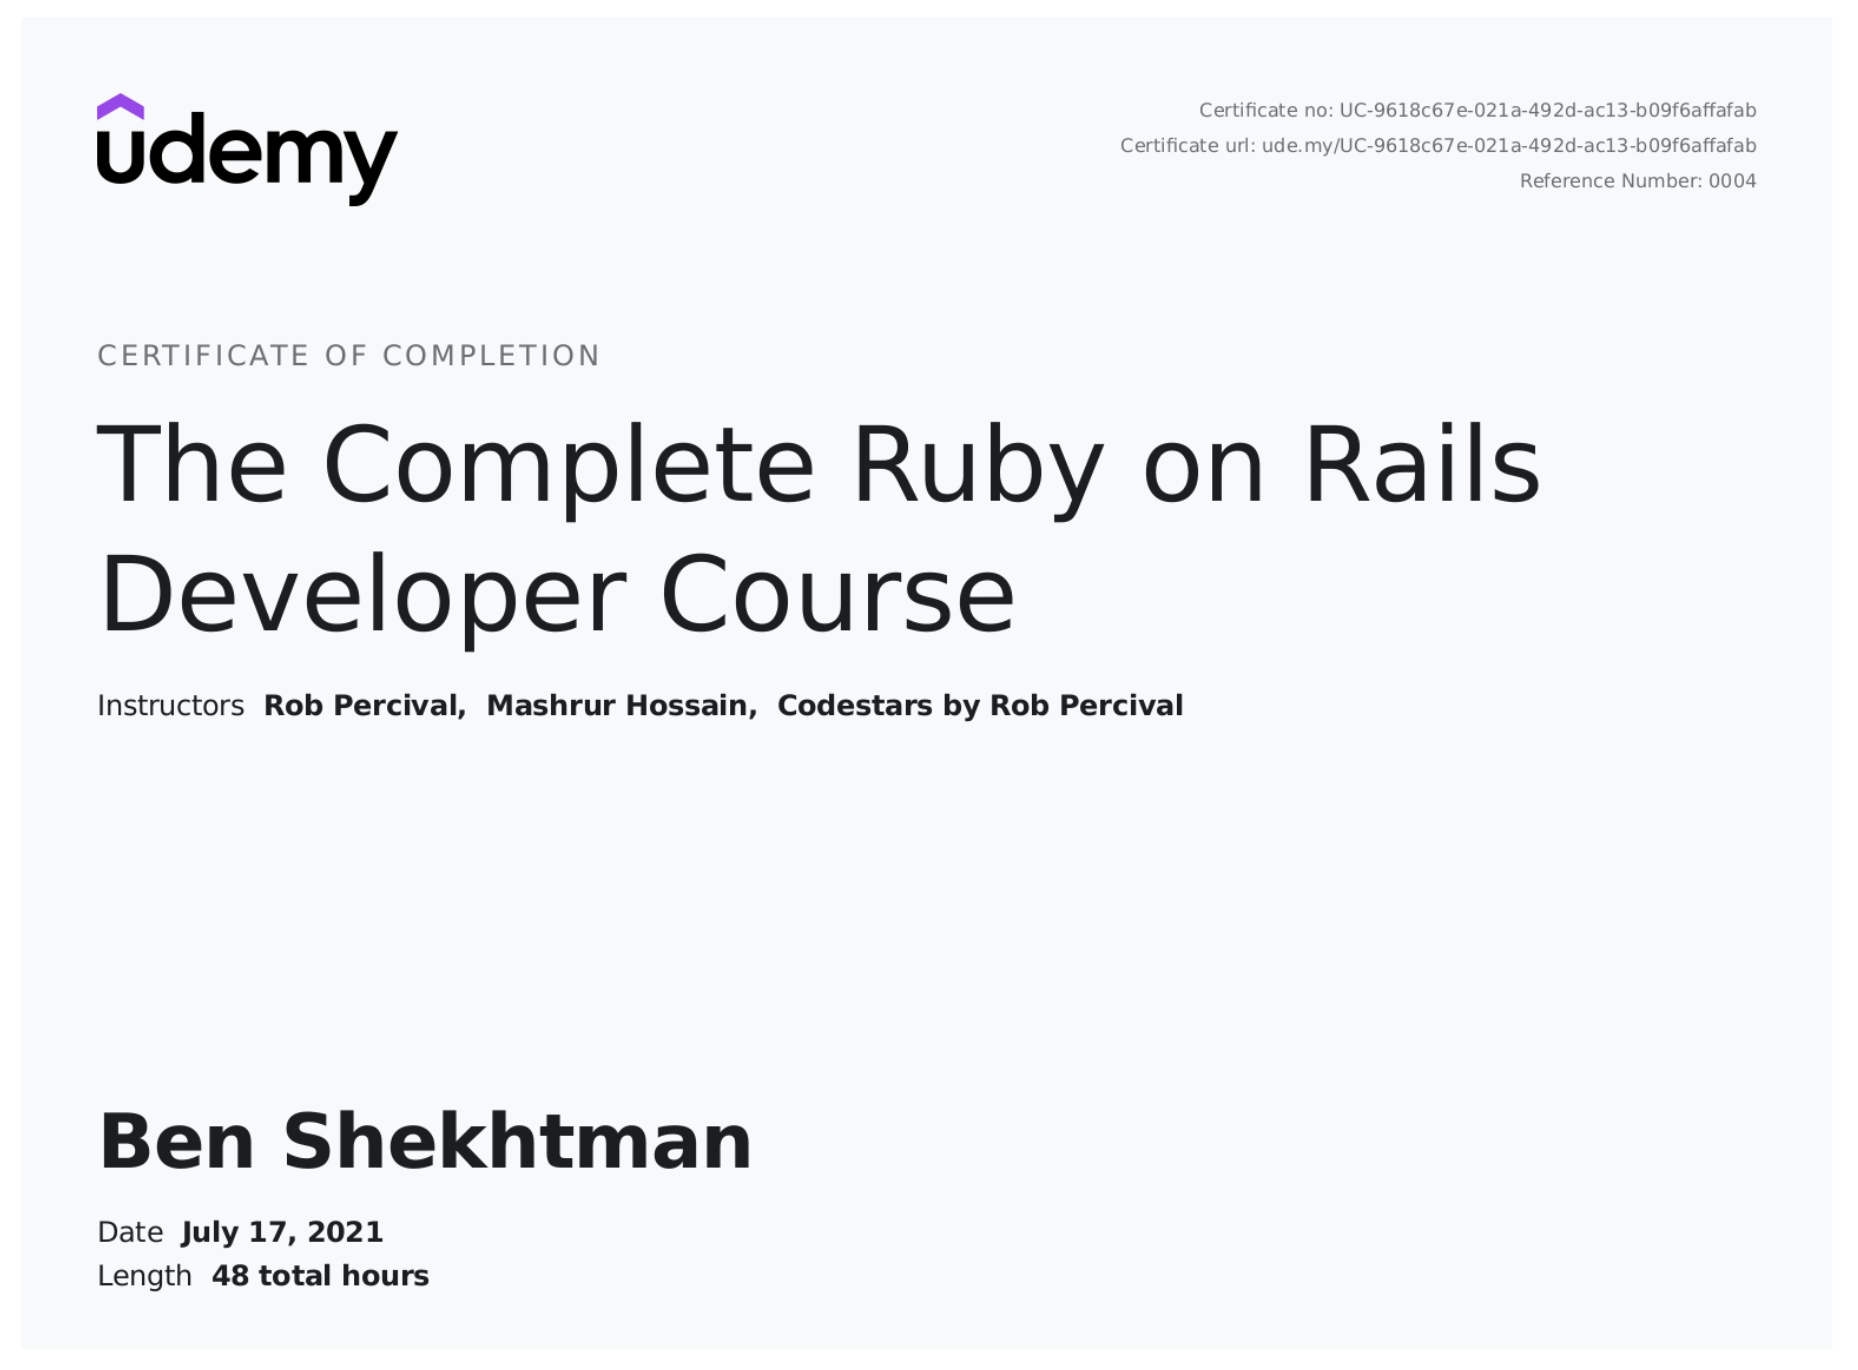 udemy
Certificate no: UC-9618c67e-021a-492d-ac13-b09f6affafab
Certificate url: ude.my/UC-9618c67e-021a-492d-ac13-b09f6affafab
Reference Number: 0004
CERTIFICATE OF COMPLETION
The Complete Ruby on Rails
Developer Course
Instructors Rob Percival, Mashrur Hossain, Codestars by Rob Percival
Ben Shekhtman
Date July 17, 2021
Length 48 total hours